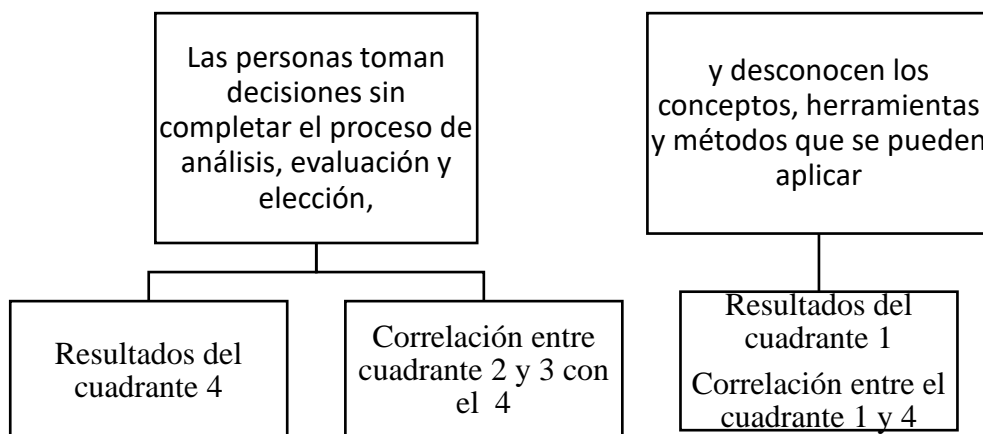 Las personas toman
decisiones sin
completar el proceso de
análisis, evaluación y
elección,
y desconocen los
conceptos, herramientas
y métodos que se pueden
aplicar
Resultados del
cuadrante 4
Correlación entre
cuadrante 2 y 3 con
el 4
Resultados del
cuadrante 1
Correlación entre el
cuadrante 1 y 4